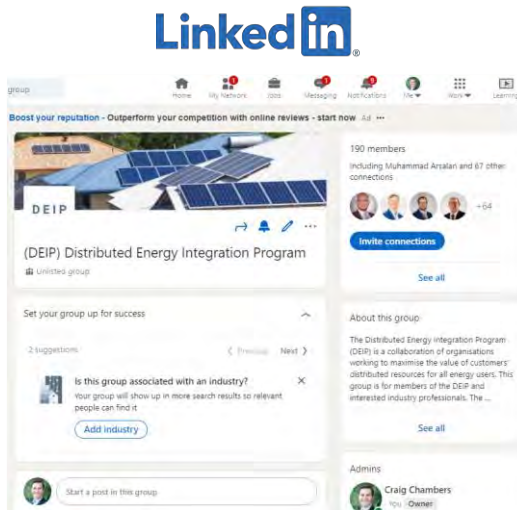 Linked in
group
Home My Network Jobs Messaging Notifications Me Work Learning
Boost your reputation - Outperform your competition with online reviews - start now Ad ...
DEIP
(DEIP) Distributed Energy Integration Program
Unlisted group
Set your group up for success
2 suggestions
Previous Next
Is this group associated with an industry?
Your group will show up in more search results so relevant
people can find it
Add industry
Start a post in this group
190 members
Including Muhammad Arsalan and 67 other
connections
+64
Invite connections
See all
About this group
The Distributed Energy Integration Program
(DEIP) is a collaboration of organisations
working to maximise the value of customers'
distributed resources for all energy users. This
group is for members of the DEIP and
interested industry professionals. The ...
See all
Admins
Craig Chambers
You Owner